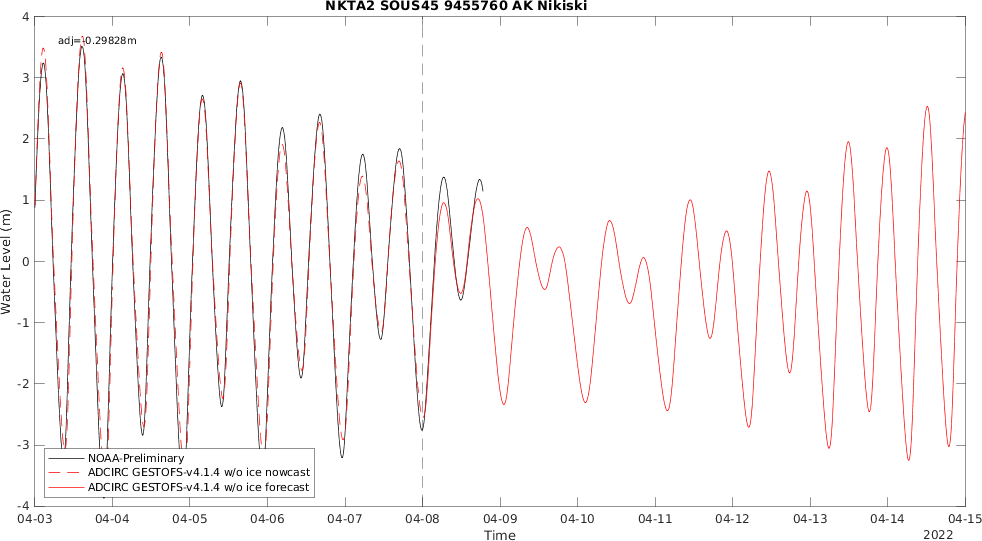 NKTA2 SOUS45 9455760 AK Nikiski
adj=-0.29828m
4
3
2
1
0
-1
-2
-3
-4
Water Level (m)
NOAA-Preliminary
ADCIRC GESTOFS-v4.1.4 w/o ice nowcast
ADCIRC GESTOFS-v4.1.4 w/o ice forecast
04-03 04-04 04-05 04-06 04-07 04-08 04-09 04-10 04-11 04-12 04-13 04-14 04-15
Time
2022